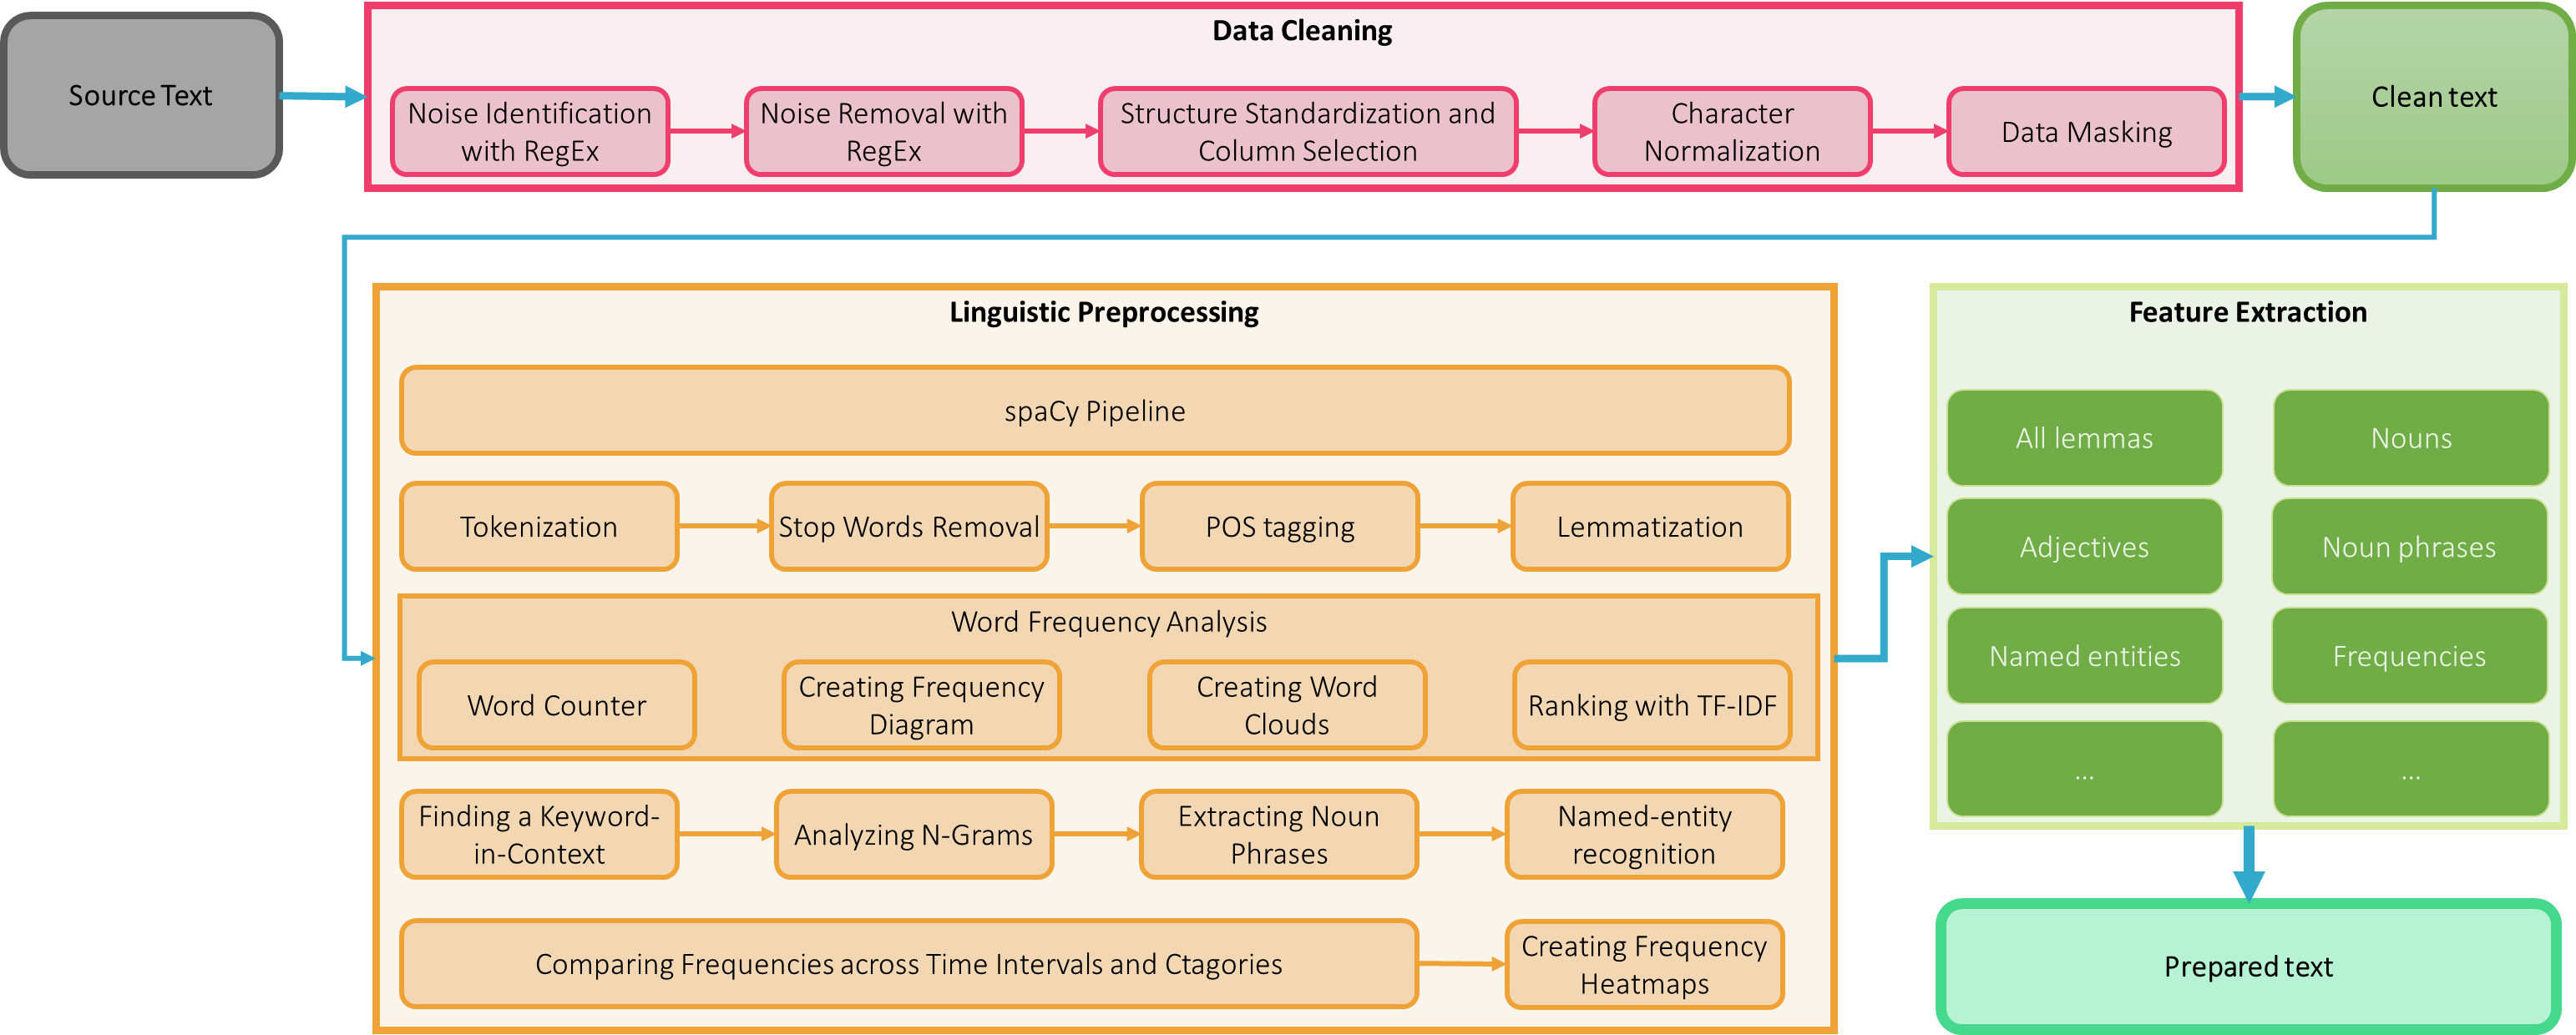 Source Text
Data Cleaning
Noise Identification
with RegEx
Noise Removal with
RegEx
Structure Standardization and
Column Selection
Character
Normalization
Data Masking
Clean text
Linguistic Preprocessing
spaCy Pipeline
Tokenization
Stop Words Removal
POS tagging
Lemmatization
Word Frequency Analysis
Word Counter
Creating Frequency
Diagram
Creating Word
Clouds
Ranking with TF-IDF
Finding a Keyword-
in-Context
Analyzing N-Grams
Extracting Noun
Phrases
Named-entity
recognition
Comparing Frequencies across Time Intervals and Ctagories
Creating Frequency
Heatmaps
Feature Extraction
All lemmas
Nouns
Adjectives
Noun phrases
Named entities
Frequencies
...
...
Prepared text